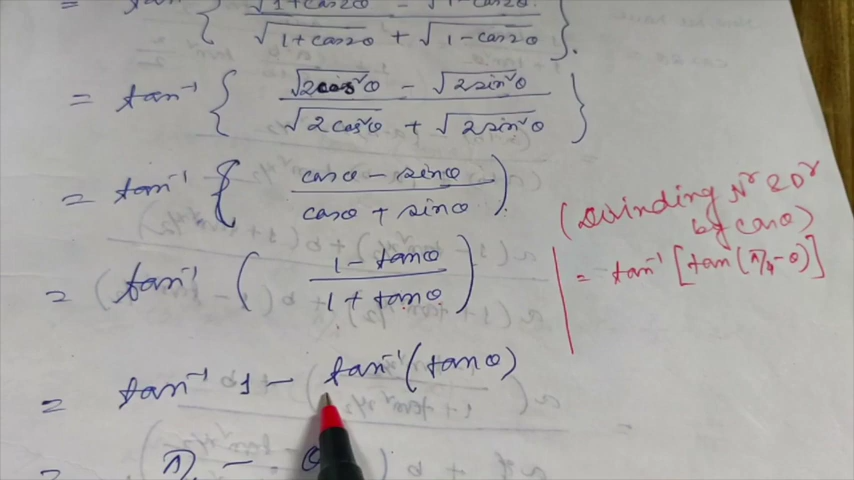 = tan⁻¹ { (√1+cos2θ − √1−cos2θ) / (√1+cos2θ + √1−cos2θ) }.
= tan⁻¹ { (√2cos²θ − √2sin²θ) / (√2cos²θ + √2sin²θ) }
= tan⁻¹ { (cosθ − sinθ) / (cosθ + sinθ) )
= tan⁻¹ ( (1 − tanθ) / (1 + tanθ) )
= tan⁻¹ 1 − tan⁻¹(tanθ)
= π − θ
(Dvinding Nʳ & Dʳ
by cosθ)
= tan⁻¹ [tan(π/4 − θ)]